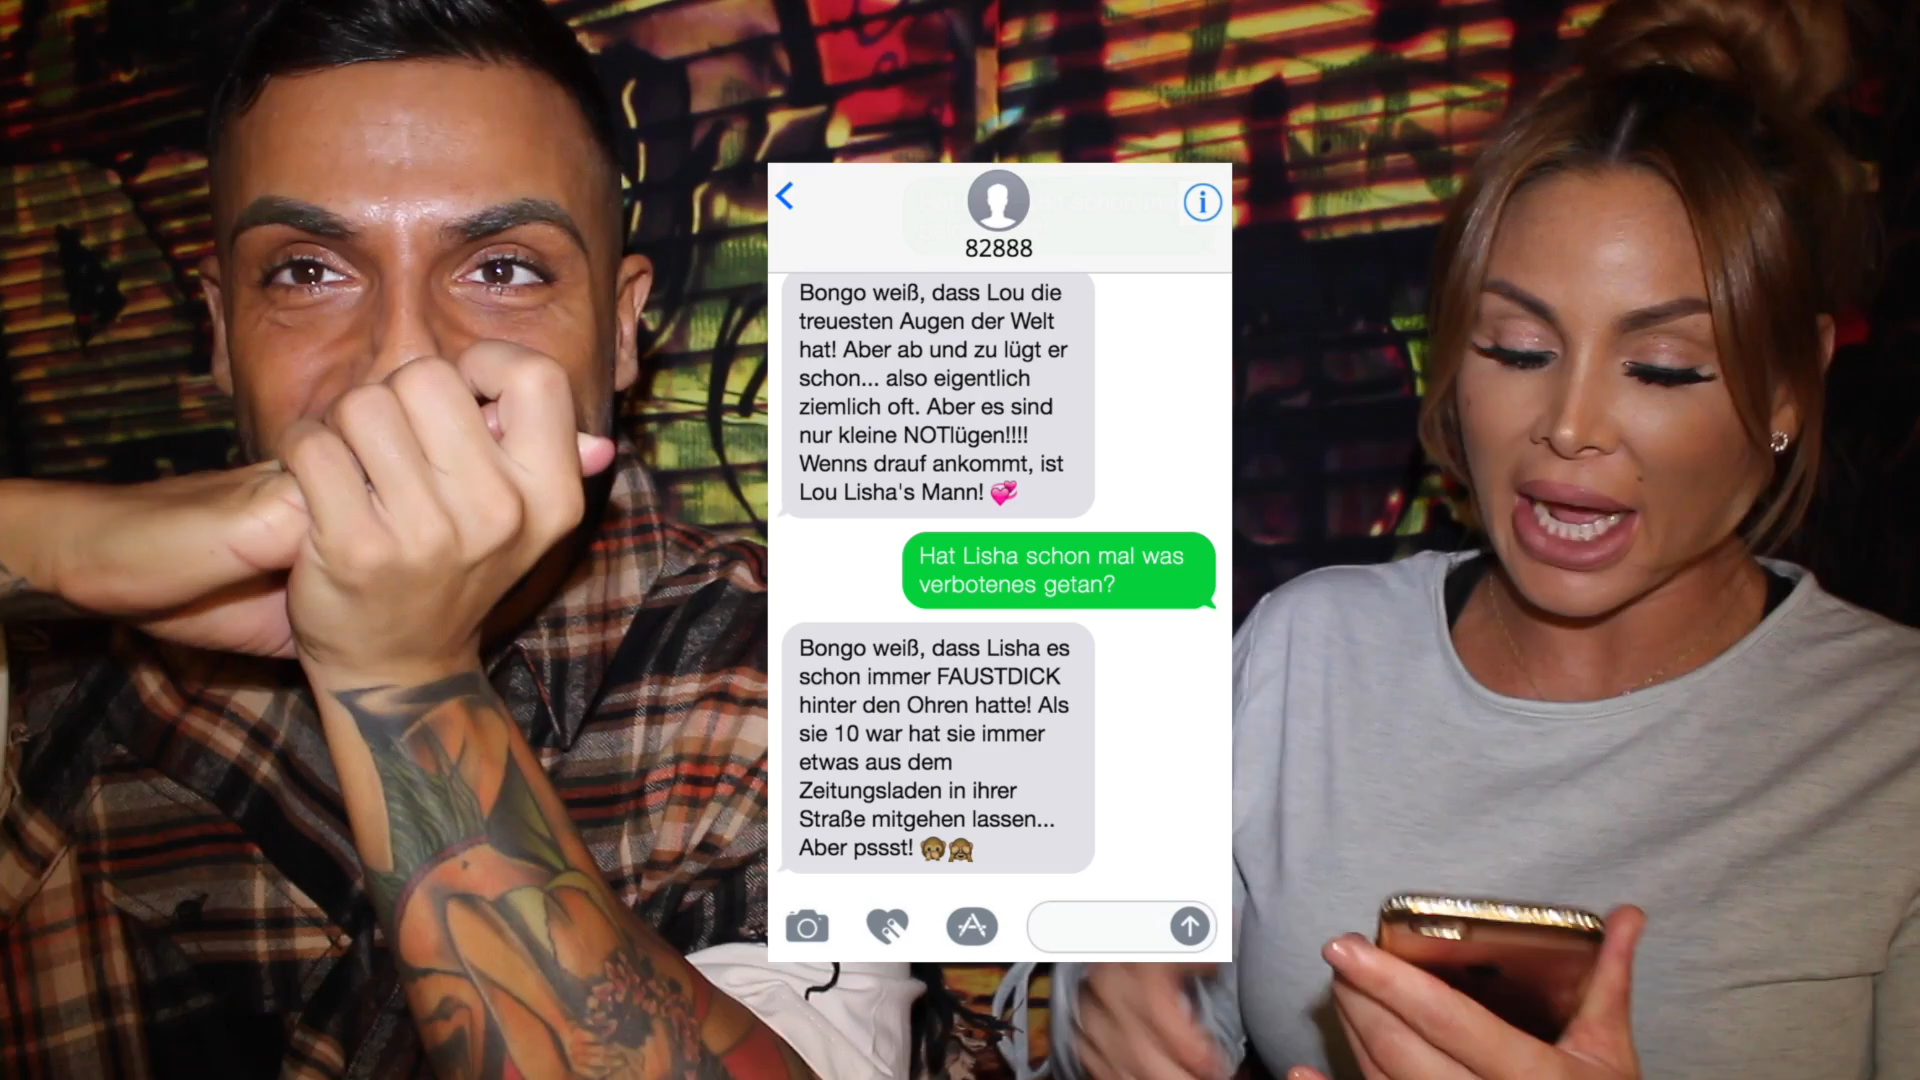 82888
Bongo weiß, dass Lou die
treuesten Augen der Welt
hat! Aber ab und zu lügt er
schon... also eigentlich
ziemlich oft. Aber es sind
nur kleine NOTlügen!!!!
Wenns drauf ankommt, ist
Lou Lisha's Mann! 💞
Hat Lisha schon mal was
verbotenes getan?
Bongo weiß, dass Lisha es
schon immer FAUSTDICK
hinter den Ohren hatte! Als
sie 10 war hat sie immer
etwas aus dem
Zeitungsladen in ihrer
Straße mitgehen lassen...
Aber pssst! 🙊🙈